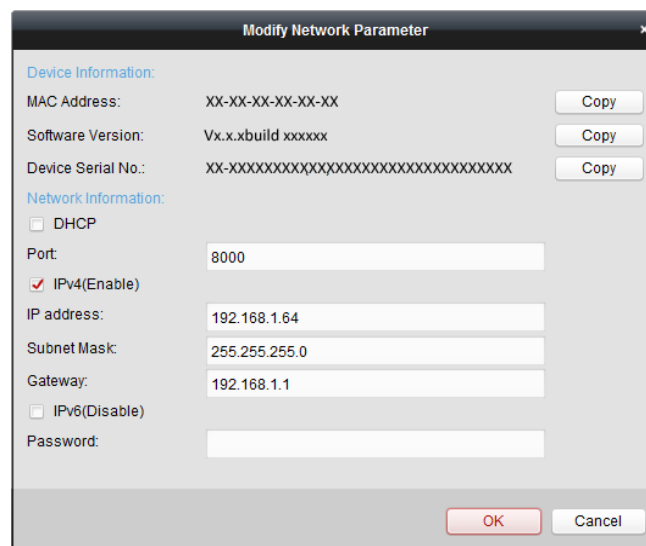 Modify Network Parameter
Device Information:
MAC Address: XX-XX-XX-XX-XX-XX Copy
Software Version: Vx.x.xbuild xxxxxx Copy
Device Serial No.: XX-XXXXXXXXXXXXXXXXXXXXXXXXXXXXXXXXX Copy
Network Information:
DHCP
Port: 8000
IPv4(Enable)
IP address: 192.168.1.64
Subnet Mask: 255.255.255.0
Gateway: 192.168.1.1
IPv6(Disable)
Password:
OK Cancel